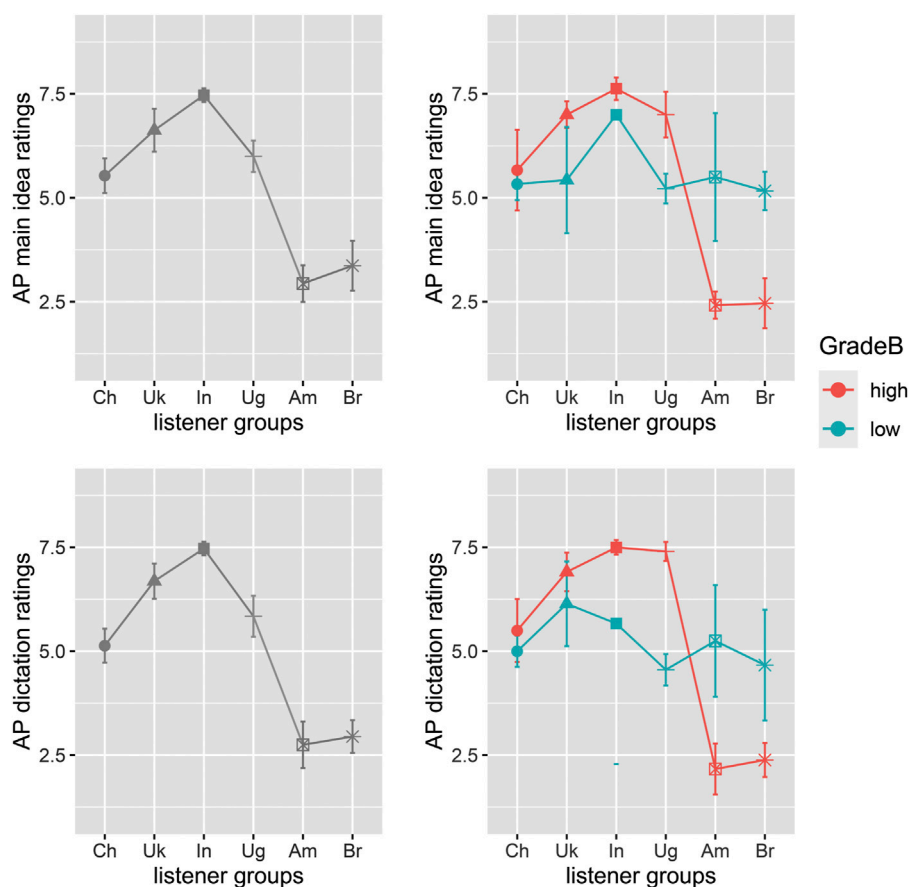 AP main idea ratings
7.5
5.0
2.5
Ch Uk In Ug Am Br
listener groups
AP main idea ratings
7.5
5.0
2.5
Ch Uk In Ug Am Br
listener groups
GradeB
high
low
AP dictation ratings
7.5
5.0
2.5
Ch Uk In Ug Am Br
listener groups
AP dictation ratings
7.5
5.0
2.5
Ch Uk In Ug Am Br
listener groups